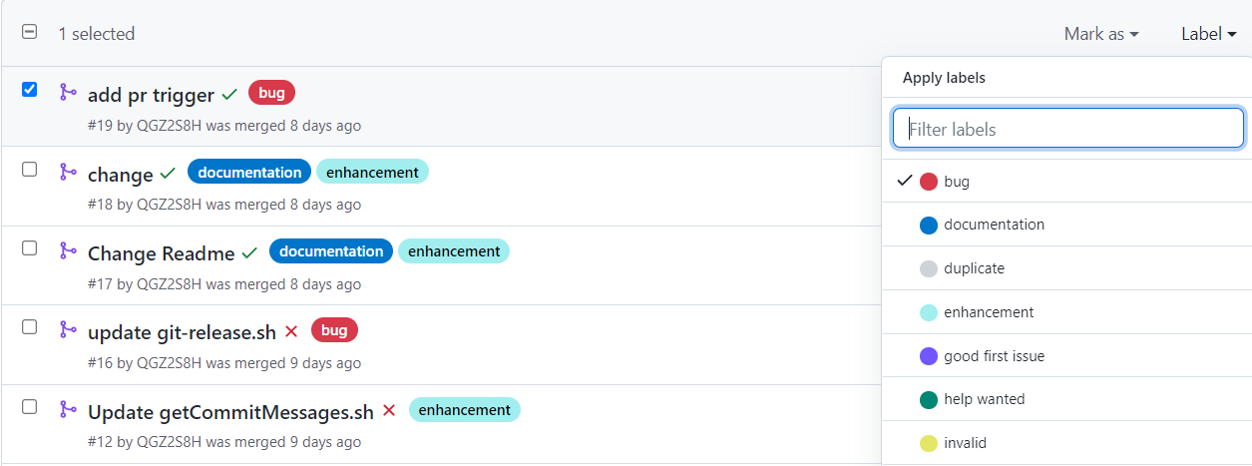 1 selected
Mark as
Label
add pr trigger bug
#19 by QGZ2S8H was merged 8 days ago
change documentation enhancement
#18 by QGZ2S8H was merged 8 days ago
Change Readme documentation enhancement
#17 by QGZ2S8H was merged 8 days ago
update git-release.sh bug
#16 by QGZ2S8H was merged 9 days ago
Update getCommitMessages.sh enhancement
#12 by QGZ2S8H was merged 9 days ago
Apply labels
Filter labels
bug
documentation
duplicate
enhancement
good first issue
help wanted
invalid